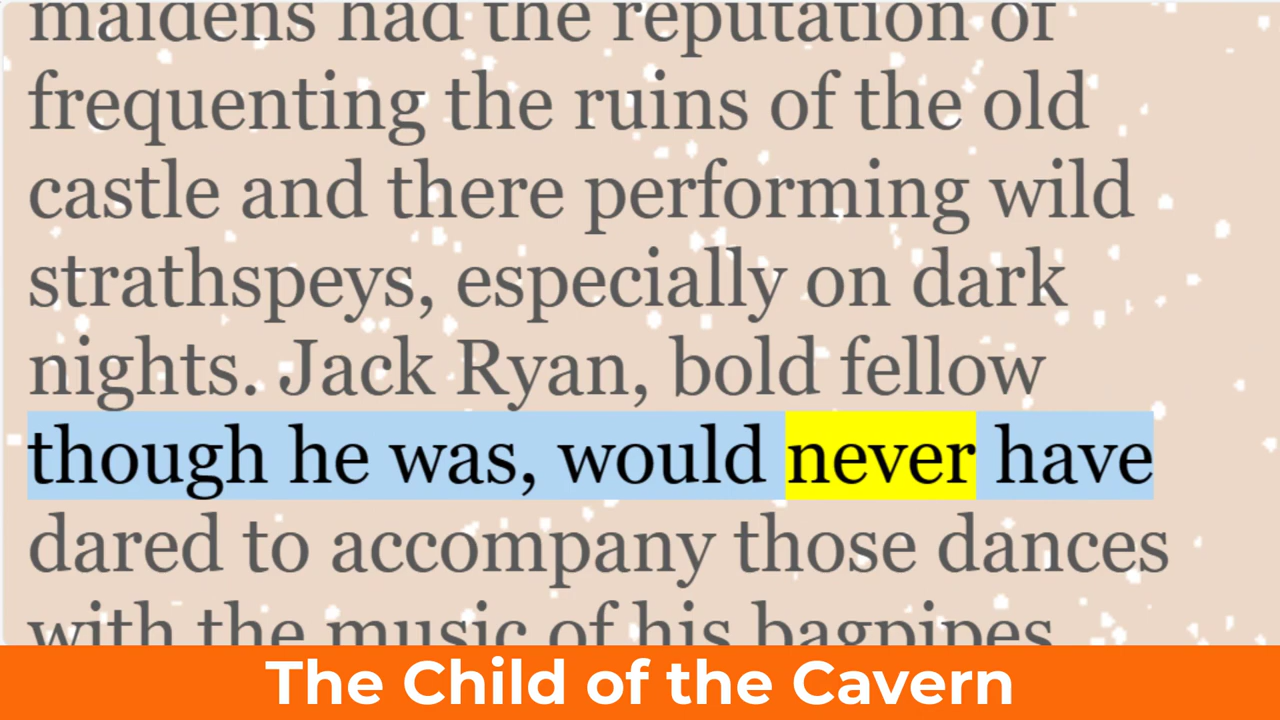 maidens had the reputation of
frequenting the ruins of the old
castle and there performing wild
strathspeys, especially on dark
nights. Jack Ryan, bold fellow
though he was, would never have
dared to accompany those dances
with the music of his bagpipes
The Child of the Cavern